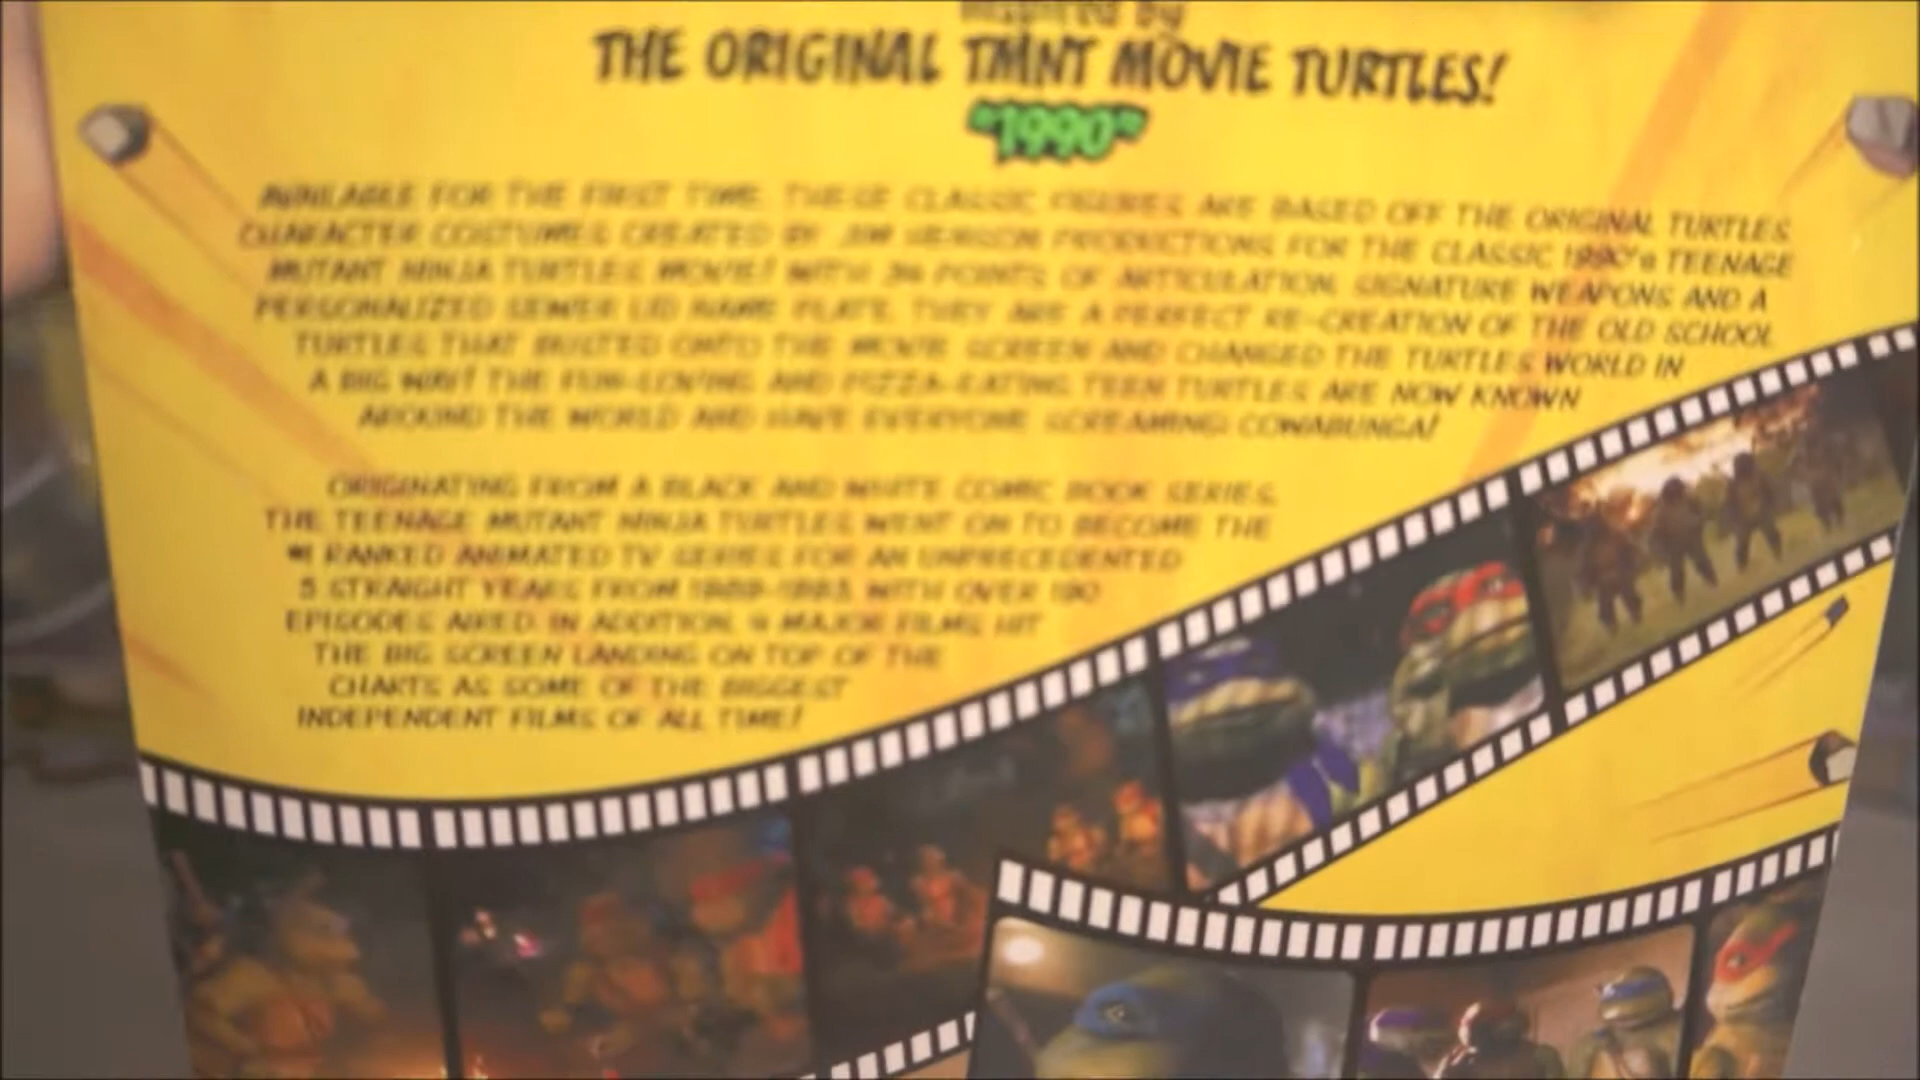 Inspired by
THE ORIGINAL TMNT MOVIE TURTLES!
"1990"
AVAILABLE FOR THE FIRST TIME, THESE CLASSIC FIGURES ARE BASED OFF THE ORIGINAL TURTLES
CHARACTER COSTUMES CREATED BY JIM HENSON PRODUCTIONS FOR THE CLASSIC 1990's TEENAGE
MUTANT NINJA TURTLES MOVIE! WITH 34 POINTS OF ARTICULATION, SIGNATURE WEAPONS AND A
PERSONALIZED SEWER LID NAME PLATE, THEY ARE A PERFECT RE-CREATION OF THE OLD SCHOOL
TURTLES THAT BUSTED ONTO THE MOVIE SCREEN AND CHANGED THE TURTLES WORLD IN
A BIG WAY! THE FUN-LOVING AND PIZZA-EATING TEEN TURTLES ARE NOW KNOWN
AROUND THE WORLD AND HAVE EVERYONE SCREAMING COWABUNGA!
ORIGINATING FROM A BLACK AND WHITE COMIC BOOK SERIES,
THE TEENAGE MUTANT NINJA TURTLES WENT ON TO BECOME THE
#1 RANKED ANIMATED TV SERIES FOR AN UNPRECEDENTED
5 STRAIGHT YEARS FROM 1989-1993, WITH OVER 190
EPISODES AIRED. IN ADDITION, 4 MAJOR FILMS HIT
THE BIG SCREEN LANDING ON TOP OF THE
CHARTS AS SOME OF THE BIGGEST
INDEPENDENT FILMS OF ALL TIME!